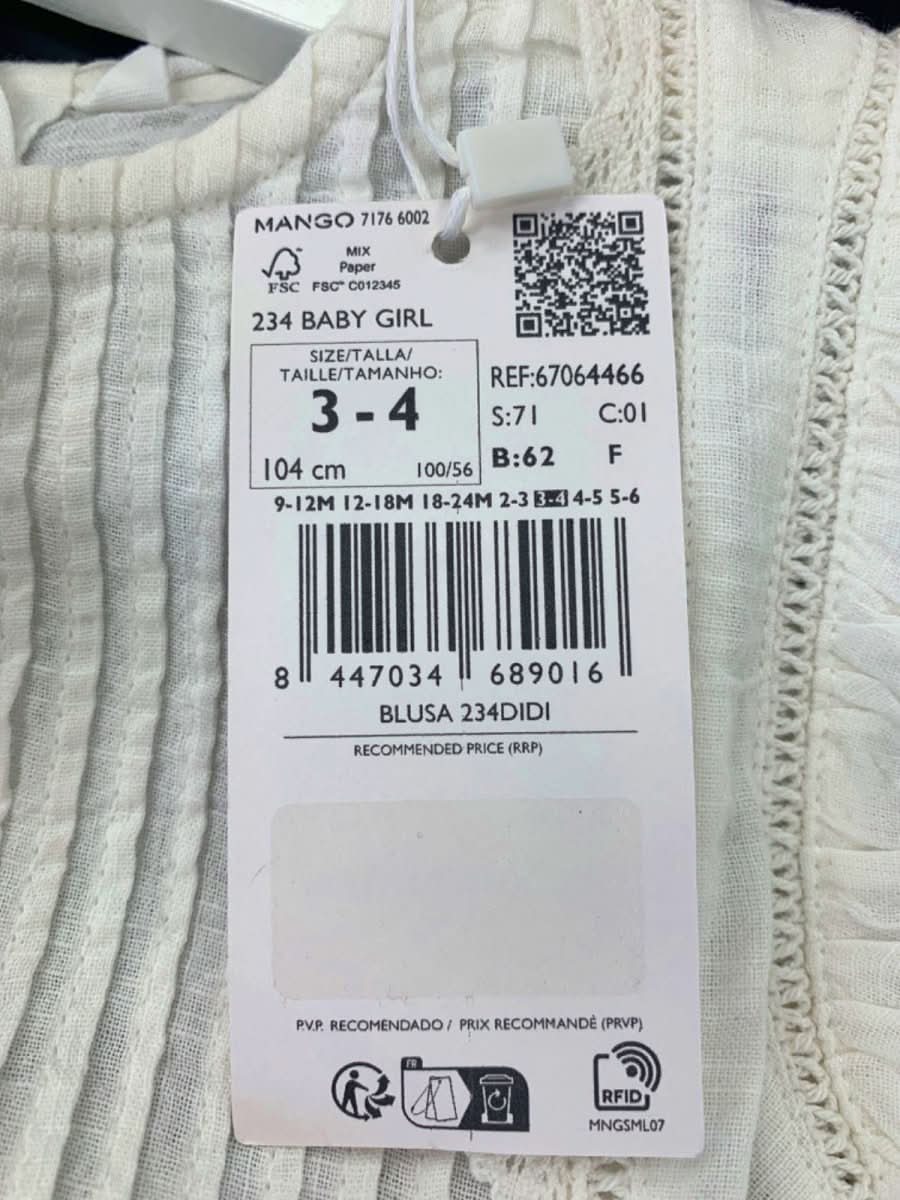 MANGO 7176 6002
MIX
Paper
FSC FSC™ C012345
234 BABY GIRL
SIZE/TALLA/
TAILLE/TAMANHO:
3 - 4
104 cm 100/56
REF:67064466
S:71 C:01
B:62 F
9-12M 12-18M 18-24M 2-3 3-4 4-5 5-6
8 447034 689016
BLUSA 234DIDI
RECOMMENDED PRICE (RRP)
P.V.P. RECOMENDADO / PRIX RECOMMANDÈ (PRVP)
FR
RFID
MNGSML07